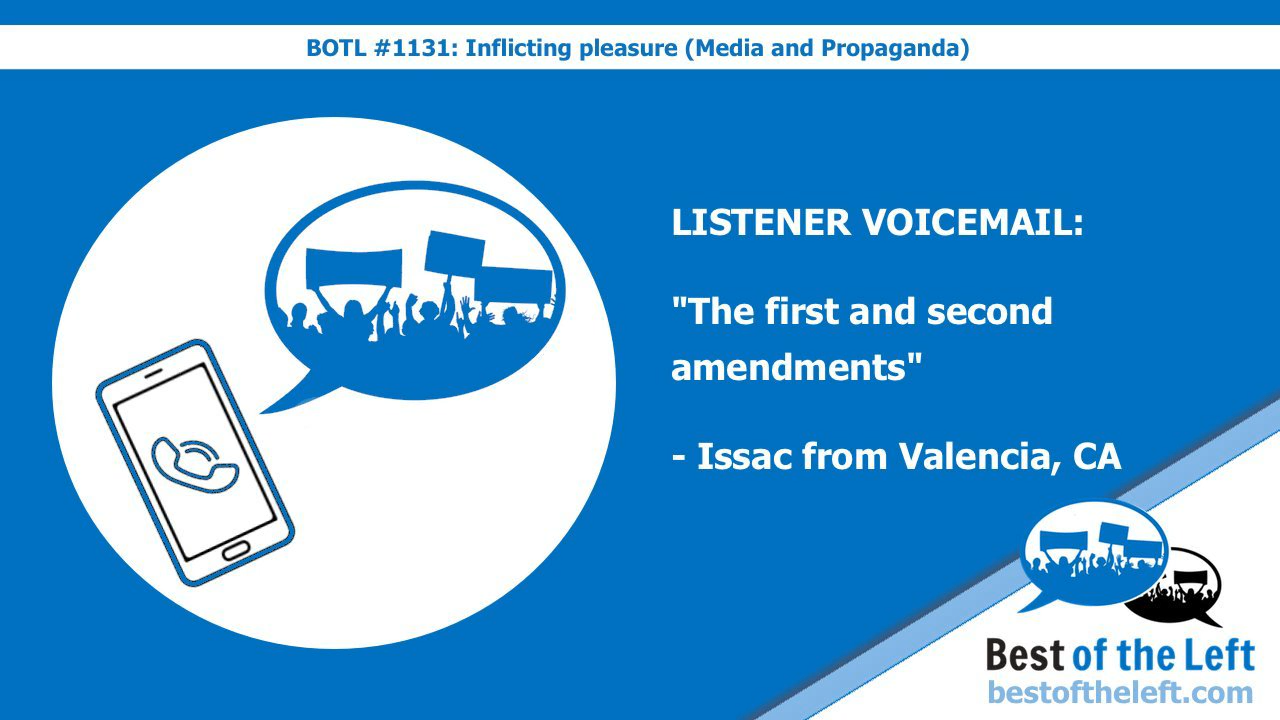 BOTL #1131: Inflicting pleasure (Media and Propaganda)
LISTENER VOICEMAIL:
"The first and second
amendments"
- Issac from Valencia, CA
Best of the Left
bestoftheleft.com